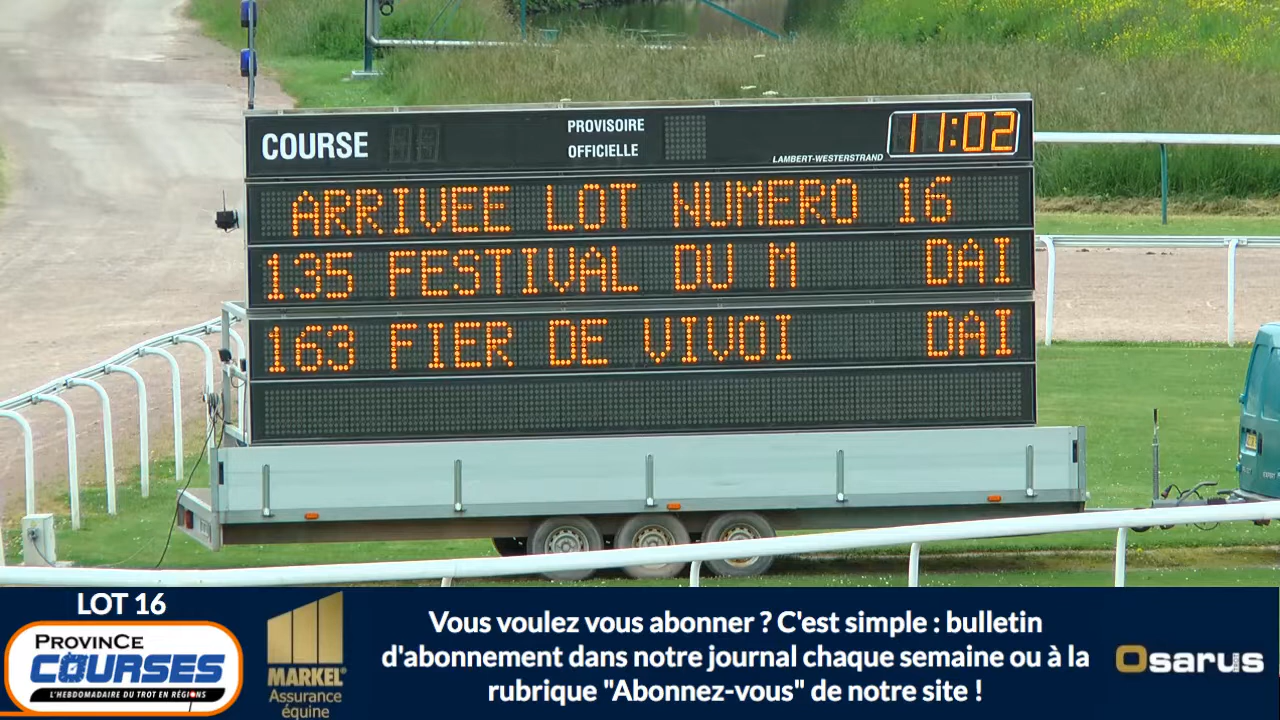 COURSE
PROVISOIRE
OFFICIELLE
LAMBERT-WESTERSTRAND
11:02
ARRIVEE LOT NUMERO 16
135 FESTIVAL DU M DAI
163 FIER DE VIVOI DAI
LOT 16
PROVINCE
COURSES
L'HEBDOMADAIRE DU TROT EN RÉGIONS
MARKEL®
Assurance
équine
Vous voulez vous abonner ? C'est simple : bulletin
d'abonnement dans notre journal chaque semaine ou à la
rubrique "Abonnez-vous" de notre site !
Osarus